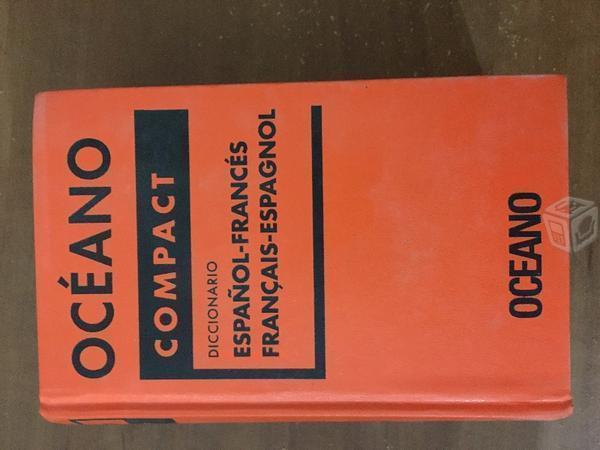 OCÉANO
COMPACT
DICCIONARIO
ESPAÑOL-FRANCÉS
FRANÇAIS-ESPAGNOL
OCEANO